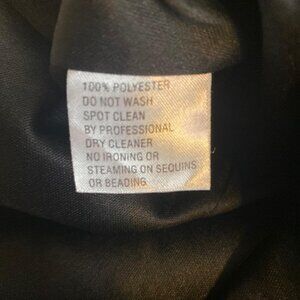 100% POLYESTER
DO NOT WASH
SPOT CLEAN
BY PROFESSIONAL
DRY CLEANER
NO IRONING OR
STEAMING ON SEQUINS
OR BEADING